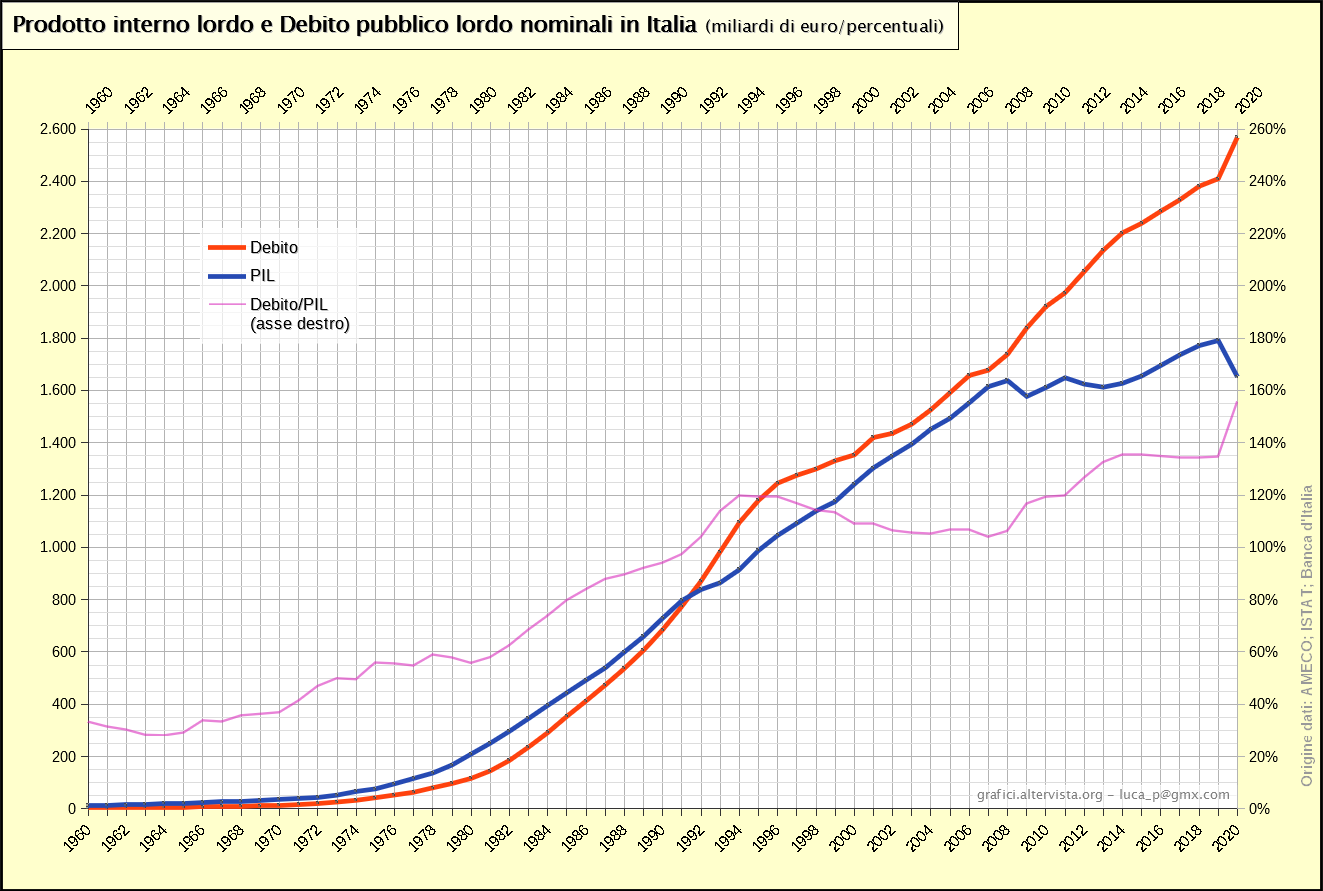 Prodotto interno lordo e Debito pubblico lordo nominali in Italia (miliardi di euro/percentuali)
1960 1962 1964 1966 1968 1970 1972 1974 1976 1978 1980 1982 1984 1986 1988 1990 1992 1994 1996 1998 2000 2002 2004 2006 2008 2010 2012 2014 2016 2018 2020
2.600 260%
2.400 240%
2.200 220%
Debito
PIL
2.000 200%
Debito/PIL
(asse destro)
1.800 180%
1.600 160%
1.400 140%
1.200 120%
1.000 100%
800 80%
600 60%
400 40%
200 20%
Origine dati: AMECO; ISTAT; Banca d'Italia
grafici.altervista.org – luca_p@gmx.com
0 0%
1960 1962 1964 1966 1968 1970 1972 1974 1976 1978 1980 1982 1984 1986 1988 1990 1992 1994 1996 1998 2000 2002 2004 2006 2008 2010 2012 2014 2016 2018 2020